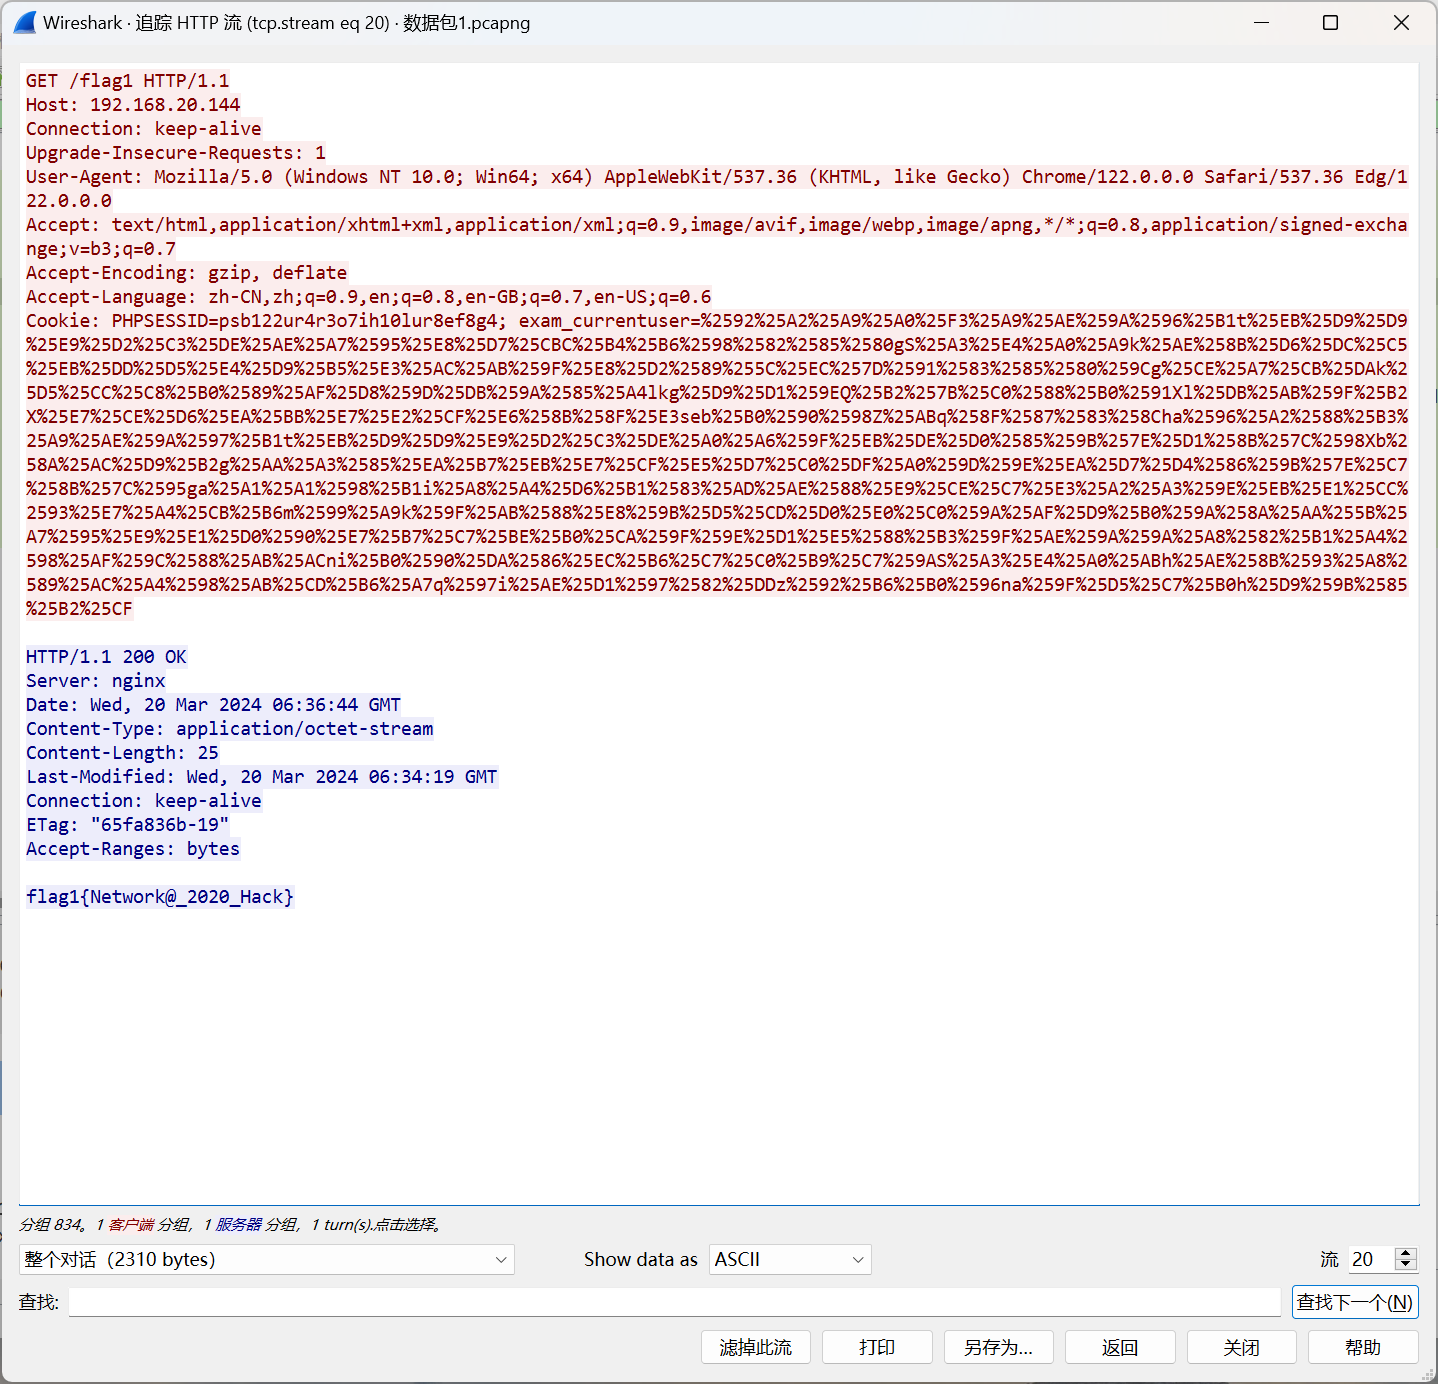 Wireshark · 追踪 HTTP 流 (tcp.stream eq 20) · 数据包1.pcapng
GET /flag1 HTTP/1.1
Host: 192.168.20.144
Connection: keep-alive
Upgrade-Insecure-Requests: 1
User-Agent: Mozilla/5.0 (Windows NT 10.0; Win64; x64) AppleWebKit/537.36 (KHTML, like Gecko) Chrome/122.0.0.0 Safari/537.36 Edg/1
22.0.0.0
Accept: text/html,application/xhtml+xml,application/xml;q=0.9,image/avif,image/webp,image/apng,*/*;q=0.8,application/signed-excha
nge;v=b3;q=0.7
Accept-Encoding: gzip, deflate
Accept-Language: zh-CN,zh;q=0.9,en;q=0.8,en-GB;q=0.7,en-US;q=0.6
Cookie: PHPSESSID=psb122ur4r3o7ih10lur8ef8g4; exam_currentuser=%2592%25A2%25A9%25A0%25F3%25A9%25AE%259A%2596%25B1t%25EB%25D9%25D9
%25E9%25D2%25C3%25DE%25AE%25A7%2595%25E8%25D7%25CBC%25B4%25B6%2598%2582%2585%2580gS%25A3%25E4%25A0%25A9k%25AE%258B%25D6%25DC%25C5
%25EB%25DD%25D5%25E4%25D9%25B5%25E3%25AC%25AB%259F%25E8%25D2%2589%255C%25EC%257D%2591%2583%2585%2580%259Cg%25CE%25A7%25CB%25DAk%2
5D5%25CC%25C8%25B0%2589%25AF%25D8%259D%25DB%259A%2585%25A4lkg%25D9%25D1%259EQ%25B2%257B%25C0%2588%25B0%2591Xl%25DB%25AB%259F%25B2
X%25E7%25CE%25D6%25EA%25BB%25E7%25E2%25CF%25E6%258B%258F%25E3seb%25B0%2590%2598Z%25ABq%258F%2587%2583%258Cha%2596%25A2%2588%25B3%
25A9%25AE%259A%2597%25B1t%25EB%25D9%25D9%25E9%25D2%25C3%25DE%25A0%25A6%259F%25EB%25DE%25D0%2585%259B%257E%25D1%258B%257C%2598Xb%2
58A%25AC%25D9%25B2g%25AA%25A3%2585%25EA%25B7%25EB%25E7%25CF%25E5%25D7%25C0%25DF%25A0%259D%259E%25EA%25D7%25D4%2586%259B%257E%25C7
%258B%257C%2595ga%25A1%25A1%2598%25B1i%25A8%25A4%25D6%25B1%2583%25AD%25AE%2588%25E9%25CE%25C7%25E3%25A2%25A3%259E%25EB%25E1%25CC%
2593%25E7%25A4%25CB%25B6m%2599%25A9k%259F%25AB%2588%25E8%259B%25D5%25CD%25D0%25E0%25C0%259A%25AF%25D9%25B0%259A%258A%25AA%255B%25
A7%2595%25E9%25E1%25D0%2590%25E7%25B7%25C7%25BE%25B0%25CA%259F%259E%25D1%25E5%2588%25B3%259F%25AE%259A%259A%25A8%2582%25B1%25A4%2
598%25AF%259C%2588%25AB%25ACni%25B0%2590%25DA%2586%25EC%25B6%25C7%25C0%25B9%25C7%259AS%25A3%25E4%25A0%25ABh%25AE%258B%2593%25A8%2
589%25AC%25A4%2598%25AB%25CD%25B6%25A7q%2597i%25AE%25D1%2597%2582%25DDz%2592%25B6%25B0%2596na%259F%25D5%25C7%25B0h%25D9%259B%2585
%25B2%25CF
HTTP/1.1 200 OK
Server: nginx
Date: Wed, 20 Mar 2024 06:36:44 GMT
Content-Type: application/octet-stream
Content-Length: 25
Last-Modified: Wed, 20 Mar 2024 06:34:19 GMT
Connection: keep-alive
ETag: "65fa836b-19"
Accept-Ranges: bytes
flag1{Network@_2020_Hack}
分组 834。1 客户端 分组，1 服务器 分组，1 turn(s).点击选择。
整个对话（2310 bytes） Show data as ASCII 流 20
查找: 查找下一个(N)
滤掉此流 打印 另存为... 返回 关闭 帮助